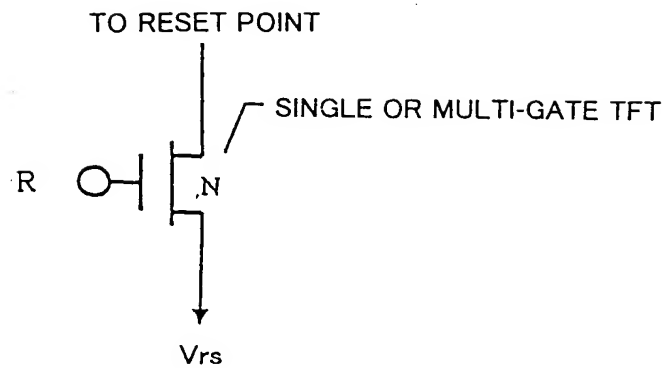 TO RESET POINT
SINGLE OR MULTI-GATE TFT
R
N
Vrs